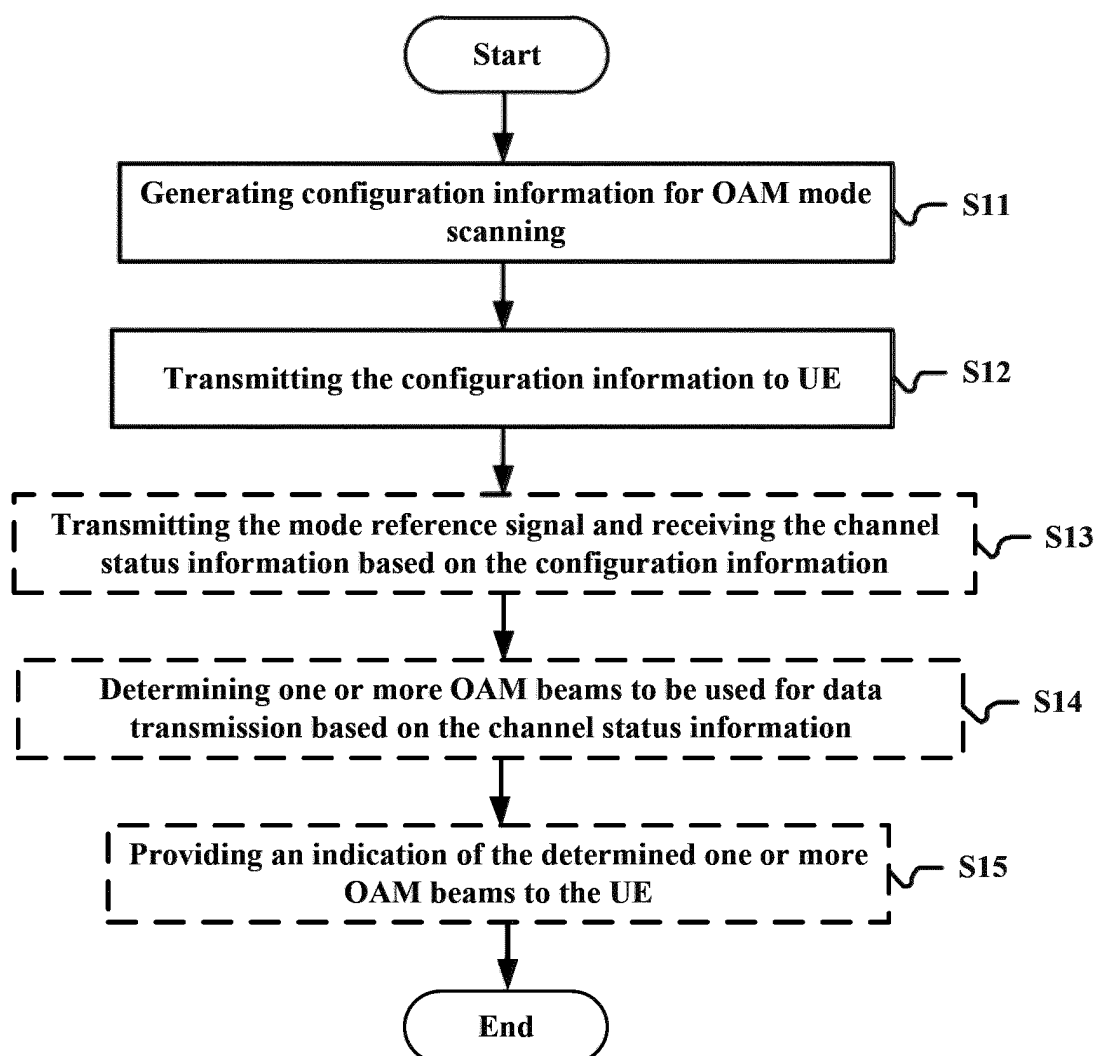 Start
Generating configuration information for OAM mode
scanning
S11
Transmitting the configuration information to UE
S12
Transmitting the mode reference signal and receiving the channel
status information based on the configuration information
S13
Determining one or more OAM beams to be used for data
transmission based on the channel status information
S14
Providing an indication of the determined one or more
OAM beams to the UE
S15
End